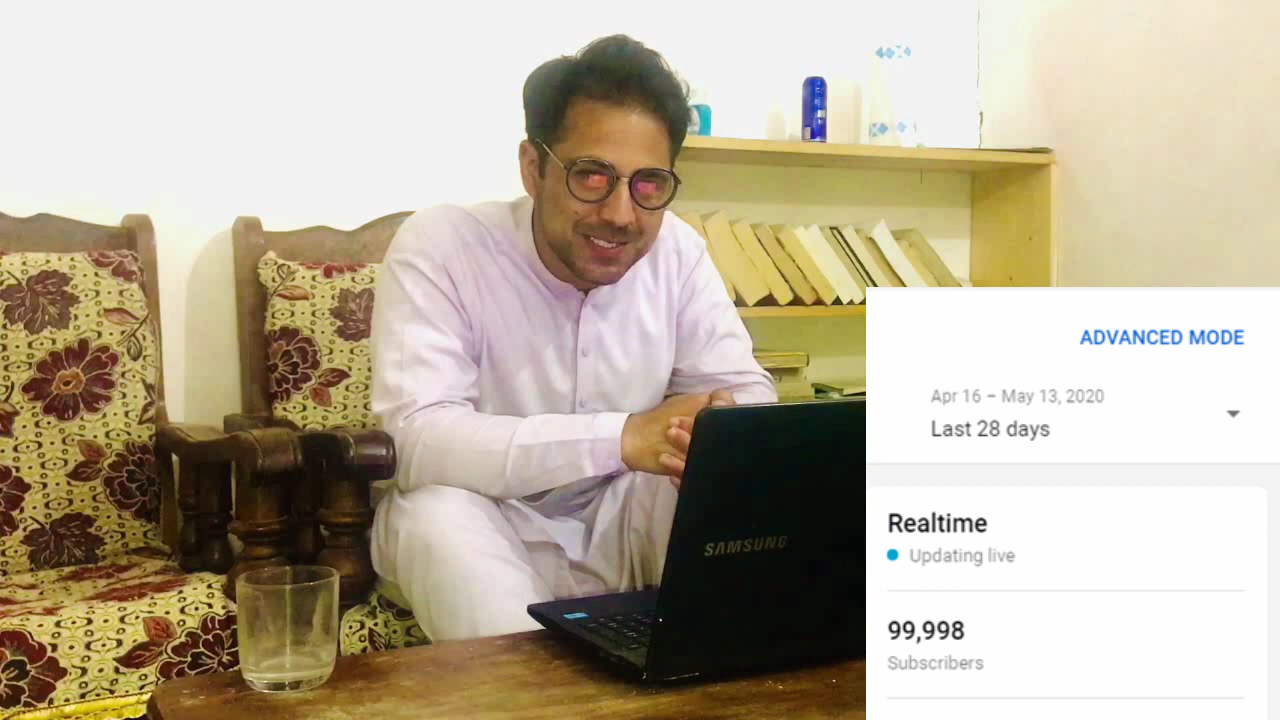 SAMSUNG
ADVANCED MODE
Apr 16 – May 13, 2020
Last 28 days
Realtime
Updating live
99,998
Subscribers